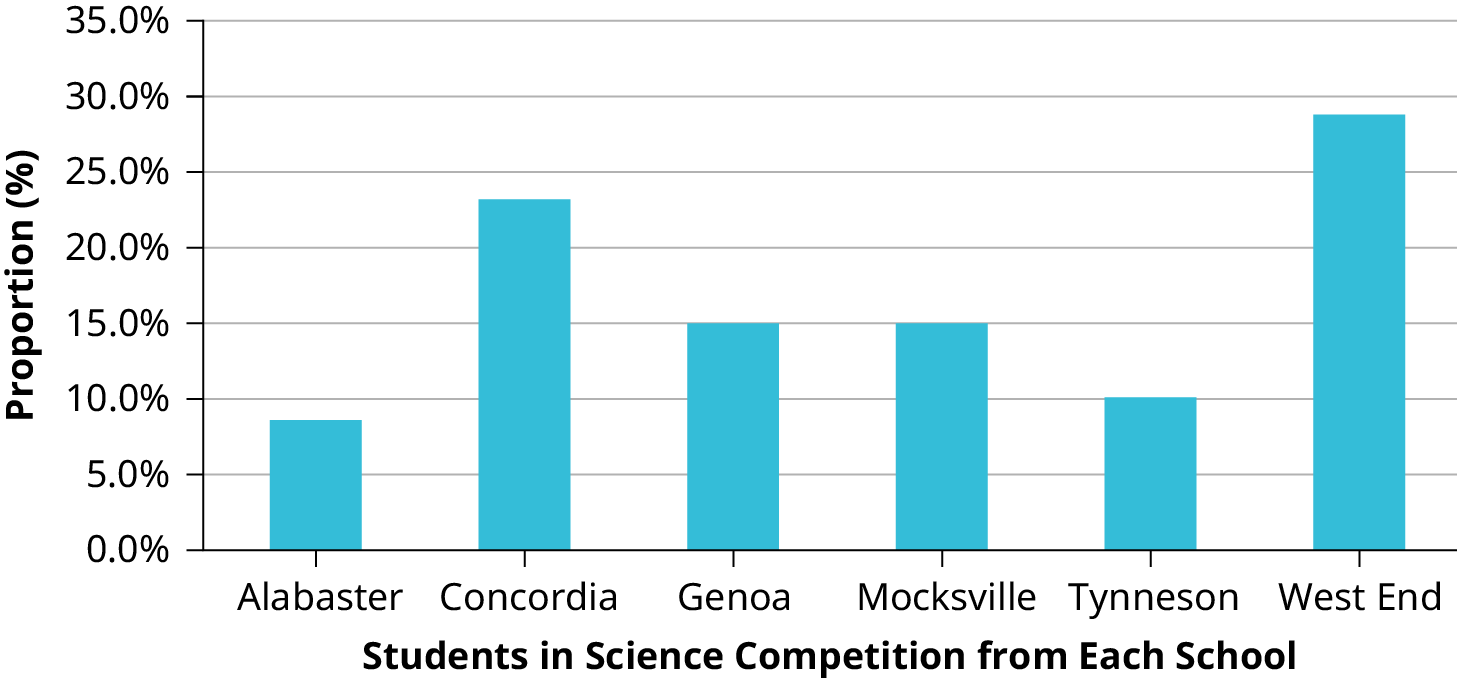 35.0%
30.0%
25.0%
20.0%
15.0%
10.0%
5.0%
0.0%
Proportion (%)
Alabaster Concordia Genoa Mocksville Tynneson West End
Students in Science Competition from Each School